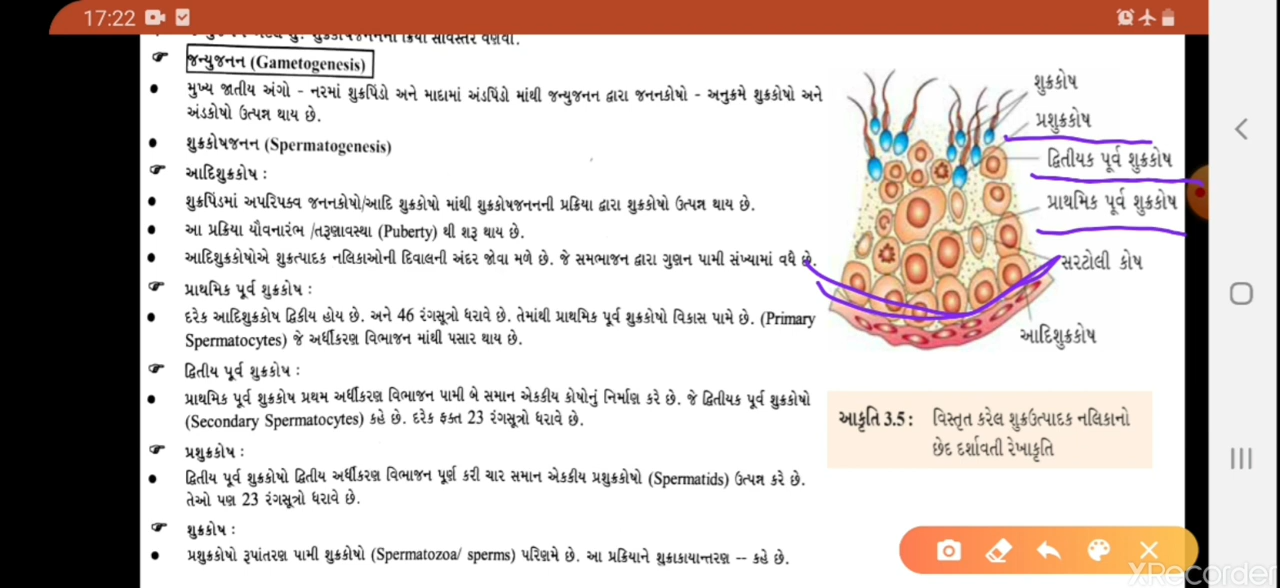 17:22
જન્યુજનન (Gametogenesis)
મુખ્ય જાતીય અંગો - નરમાં શુક્રપિંડો અને માદામાં અંડપિંડો માંથી જન્યુજનન દ્વારા જનનકોષો - અનુક્રમે શુક્રકોષો અને
અંડકોષો ઉત્પન્ન થાય છે.
શુક્રકોષજનન (Spermatogenesis)
આદિશુક્રકોષ :
શુક્રપિંડમાં અપરિપક્વ જનનકોષો/આદિ શુક્રકોષો માંથી શુક્રકોષજનનની પ્રક્રિયા દ્વારા શુક્રકોષો ઉત્પન્ન થાય છે.
આ પ્રક્રિયા યૌવનારંભ /તરૂણાવસ્થા (Puberty) થી શરૂ થાય છે.
આદિશુક્રકોષોએ શુક્રત્પાદક નલિકાઓની દિવાલની અંદર જોવા મળે છે. જે સમભાજન દ્વારા ગુણન પામી સંખ્યામાં વધે છે.
પ્રાથમિક પૂર્વ શુક્રકોષ :
દરેક આદિશુક્રકોષ દ્વિકીય હોય છે. અને 46 રંગસૂત્રો ધરાવે છે. તેમાંથી પ્રાથમિક પૂર્વ શુક્રકોષો વિકાસ પામે છે. (Primary
Spermatocytes) જે અર્ધીકરણ વિભાજન માંથી પસાર થાય છે.
દ્વિતીય પૂર્વ શુક્રકોષ :
પ્રાથમિક પૂર્વ શુક્રકોષ પ્રથમ અર્ધીકરણ વિભાજન પામી બે સમાન એકકીય કોષોનું નિર્માણ કરે છે. જે દ્વિતીયક પૂર્વ શુક્રકોષો
(Secondary Spermatocytes) કહે છે. દરેક ફક્ત 23 રંગસૂત્રો ધરાવે છે.
પ્રશુક્રકોષ :
દ્વિતીય પૂર્વ શુક્રકોષો દ્વિતીય અર્ધીકરણ વિભાજન પૂર્ણ કરી ચાર સમાન એકકીય પ્રશુક્રકોષો (Spermatids) ઉત્પન્ન કરે છે.
તેઓ પણ 23 રંગસૂત્રો ધરાવે છે.
શુક્રકોષ :
પ્રશુક્રકોષો રૂપાંતરણ પામી શુક્રકોષો (Spermatozoa/ sperms) પરિણમે છે. આ પ્રક્રિયાને શુક્રાકાયાન્તરણ -- કહે છે.
શુક્રકોષ
પ્રશુક્રકોષ
દ્વિતીયક પૂર્વ શુક્રકોષ
પ્રાથમિક પૂર્વ શુક્રકોષ
સરટોલી કોષ
આદિશુક્રકોષ
આકૃતિ 3.5 : વિસ્તૃત કરેલ શુક્રઉત્પાદક નલિકાનો
છેદ દર્શાવતી રેખાકૃતિ
XRecorder